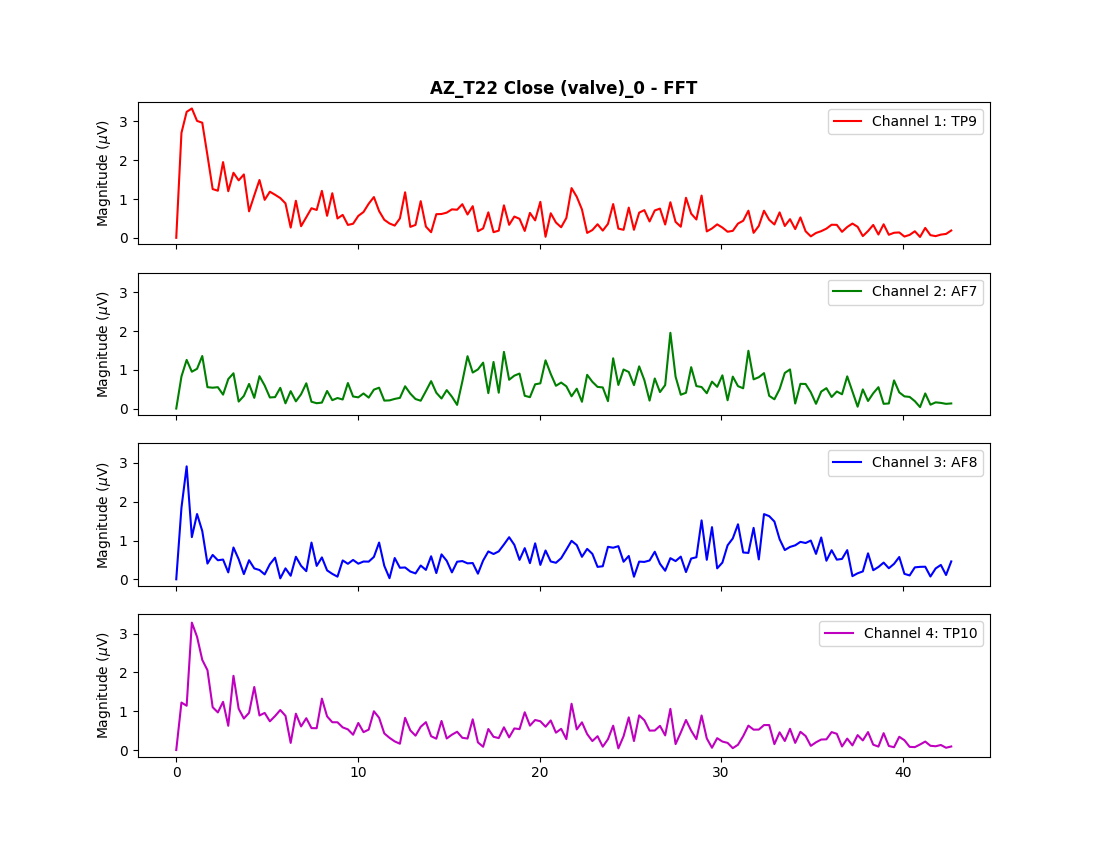 AZ_T22 Close (valve)_0 - FFT
Magnitude (μV)
3
2
1
0
Channel 1: TP9
Magnitude (μV)
3
2
1
0
Channel 2: AF7
Magnitude (μV)
3
2
1
0
Channel 3: AF8
Magnitude (μV)
3
2
1
0
Channel 4: TP10
0 10 20 30 40